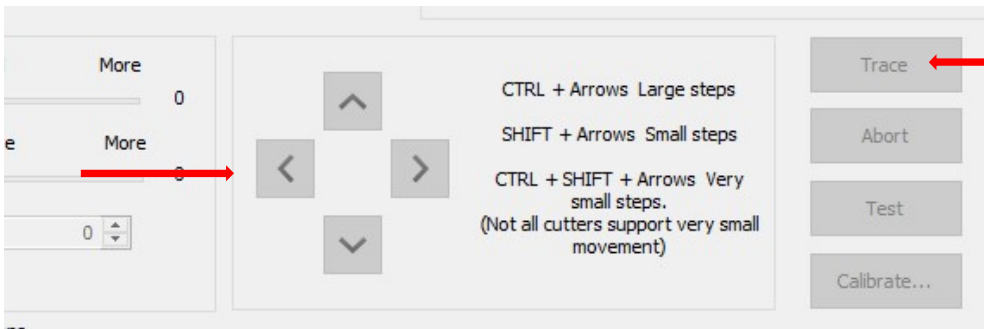 More
0
e More
0
0
CTRL + Arrows Large steps
SHIFT + Arrows Small steps
CTRL + SHIFT + Arrows Very
small steps.
(Not all cutters support very small
movement)
Trace
Abort
Test
Calibrate...